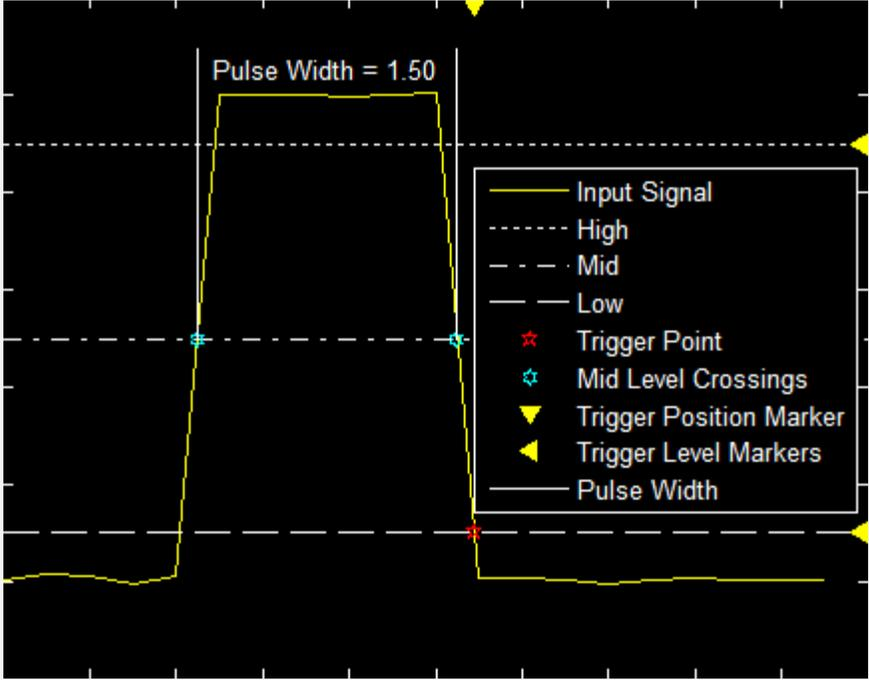 Pulse Width = 1.50
Input Signal
High
Mid
Low
Trigger Point
Mid Level Crossings
Trigger Position Marker
Trigger Level Markers
Pulse Width